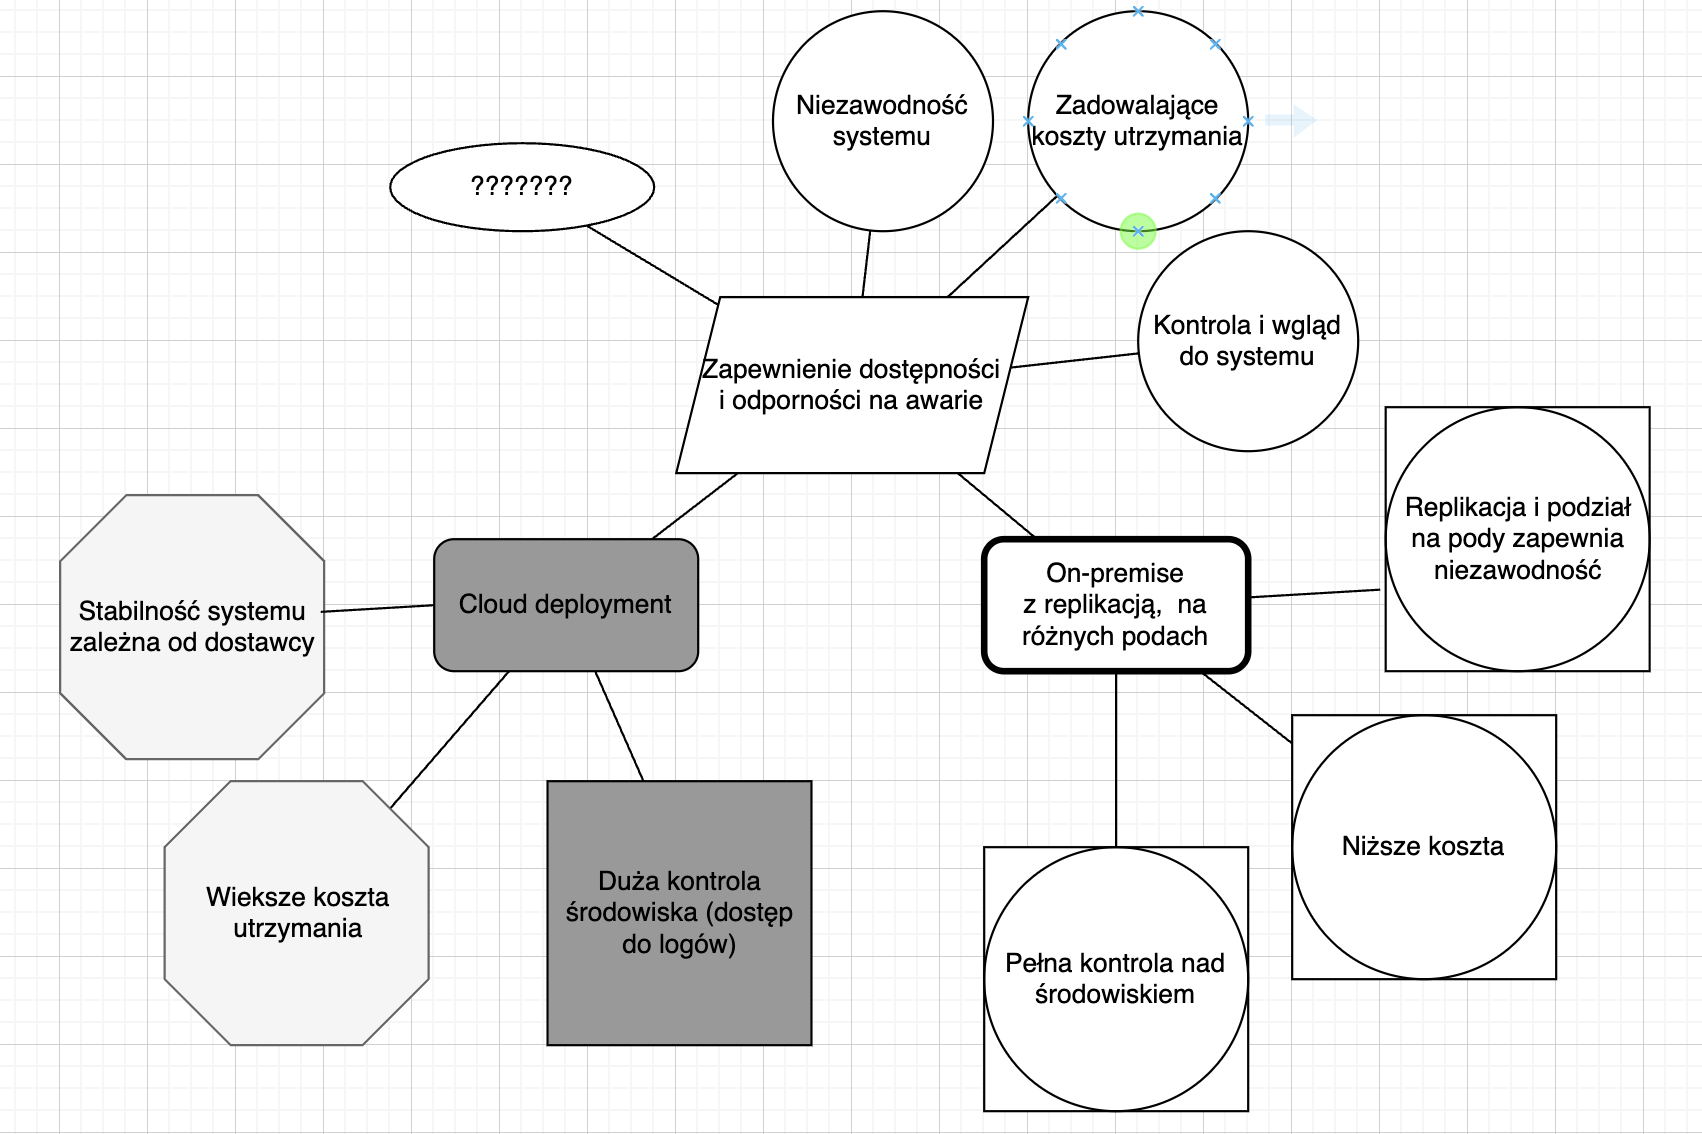 Niezawodność
systemu
Zadowalające
koszty utrzymania
???????
Kontrola i wgląd
do systemu
Zapewnienie dostępności
i odporności na awarie
Replikacja i podział
na pody zapewnia
niezawodność
Stabilność systemu
zależna od dostawcy
Cloud deployment
On-premise
z replikacją,  na
różnych podach
Wieksze koszta
utrzymania
Duża kontrola
środowiska (dostęp
do logów)
Niższe koszta
Pełna kontrola nad
środowiskiem